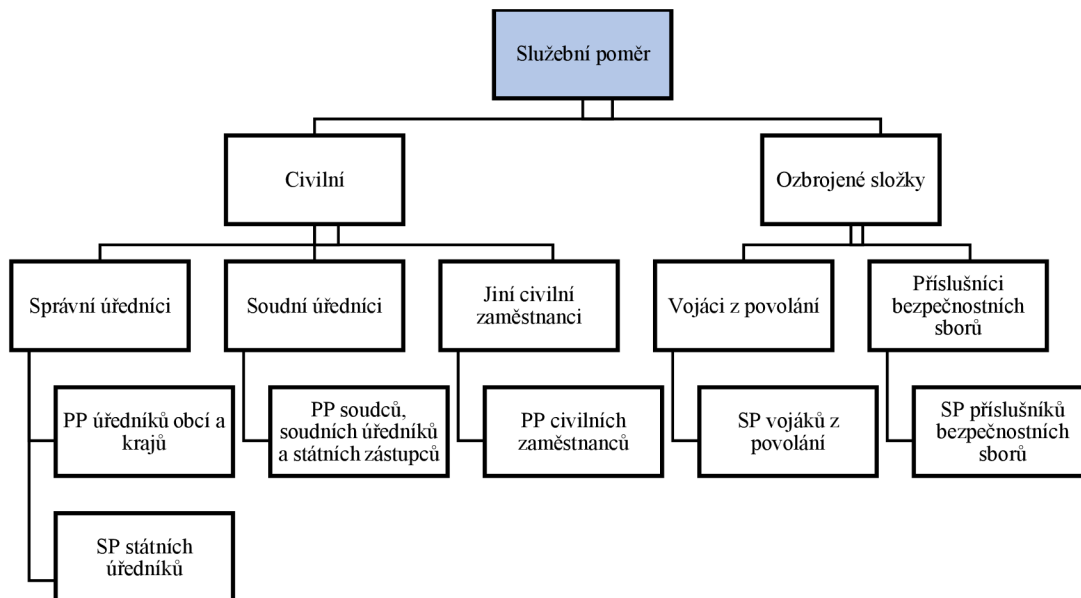 Služební poměr
Civilní
Ozbrojené složky
Správní úředníci
Soudní úředníci
Jiní civilní
zaměstnanci
Vojáci z povolání
Příslušníci
bezpečnostních
sborů
PP úředníků obcí a
krajů
PP soudců,
soudních úředníků
a státních zástupců
PP civilních
zaměstnanců
SP vojáků z
povolání
SP příslušníků
bezpečnostních
sborů
SP státních
úředníků